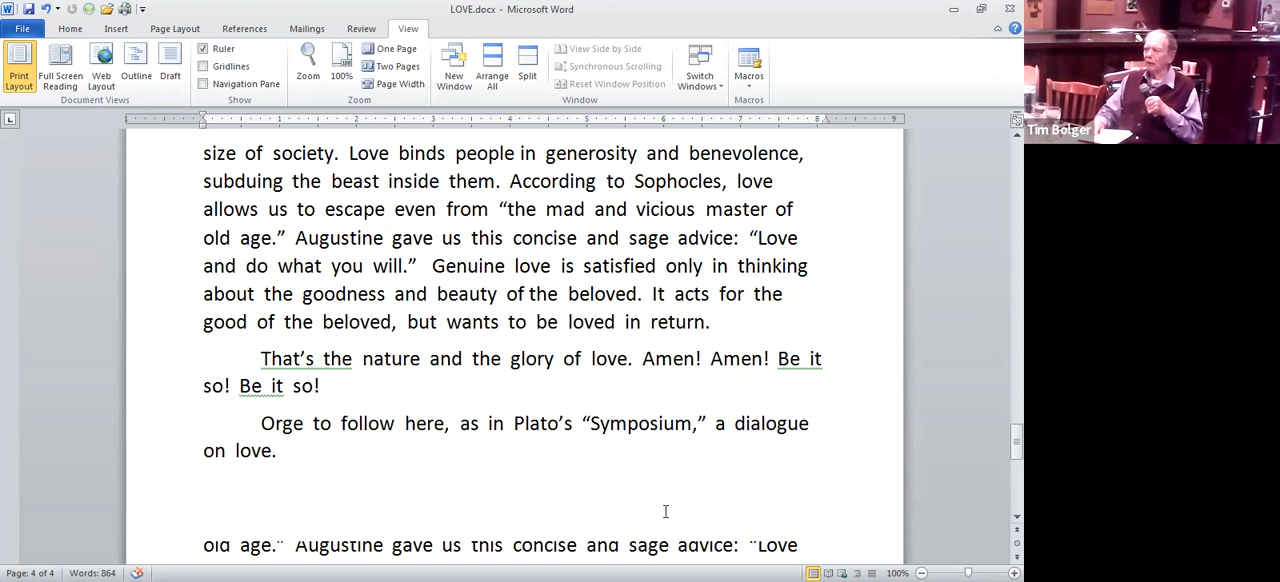 LOVE.docx - Microsoft Word
File Home Insert Page Layout References Mailings Review View
Print Layout Full Screen Reading Web Layout Outline Draft
Document Views
Ruler
Gridlines
Navigation Pane
Show
Zoom 100%
One Page
Two Pages
Page Width
Zoom
New Window Arrange All Split
View Side by Side
Synchronous Scrolling
Reset Window Position
Window
Switch Windows
Macros
Macros
Tim Bolger
1 2 3 4 5 6 7 8 9
size of society. Love binds people in generosity and benevolence,
subduing the beast inside them. According to Sophocles, love
allows us to escape even from “the mad and vicious master of
old age.” Augustine gave us this concise and sage advice: “Love
and do what you will.” Genuine love is satisfied only in thinking
about the goodness and beauty of the beloved. It acts for the
good of the beloved, but wants to be loved in return.
That’s the nature and the glory of love. Amen! Amen! Be it
so! Be it so!
Orge to follow here, as in Plato’s “Symposium,” a dialogue
on love.
old age.” Augustine gave us this concise and sage advice: “Love
Page: 4 of 4 Words: 864 100%